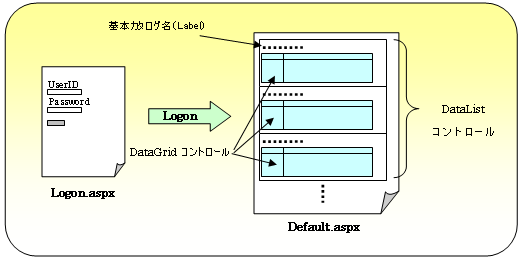 基本カタログ名(Label)
UserID
Password
Logon
DataGrid コントロール
DataList
コントロール
Logon.aspx
Default.aspx